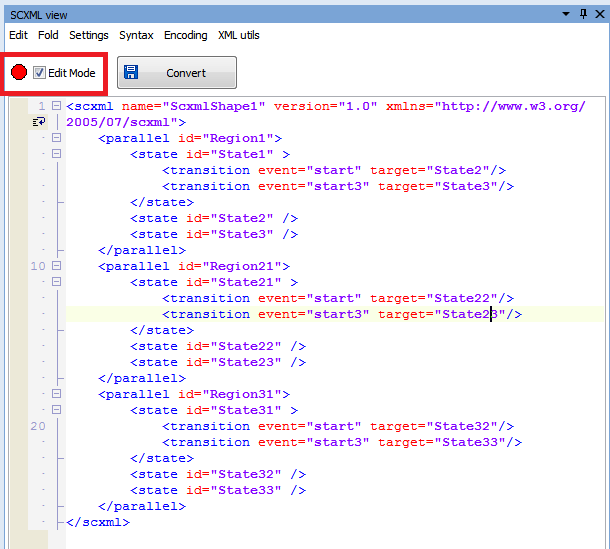 SCXML view
Edit Fold Settings Syntax Encoding XML utils
Edit Mode Convert
1 <scxml name="ScxmlShape1" version="1.0" xmlns="http://www.w3.org/
2005/07/scxml">
<parallel id="Region1">
<state id="State1" >
<transition event="start" target="State2"/>
<transition event="start3" target="State3"/>
</state>
<state id="State2" />
<state id="State3" />
</parallel>
10 <parallel id="Region21">
<state id="State21" >
<transition event="start" target="State22"/>
<transition event="start3" target="State23"/>
</state>
<state id="State22" />
<state id="State23" />
</parallel>
<parallel id="Region31">
<state id="State31" >
20 <transition event="start" target="State32"/>
<transition event="start3" target="State33"/>
</state>
<state id="State32" />
<state id="State33" />
</parallel>
</scxml>